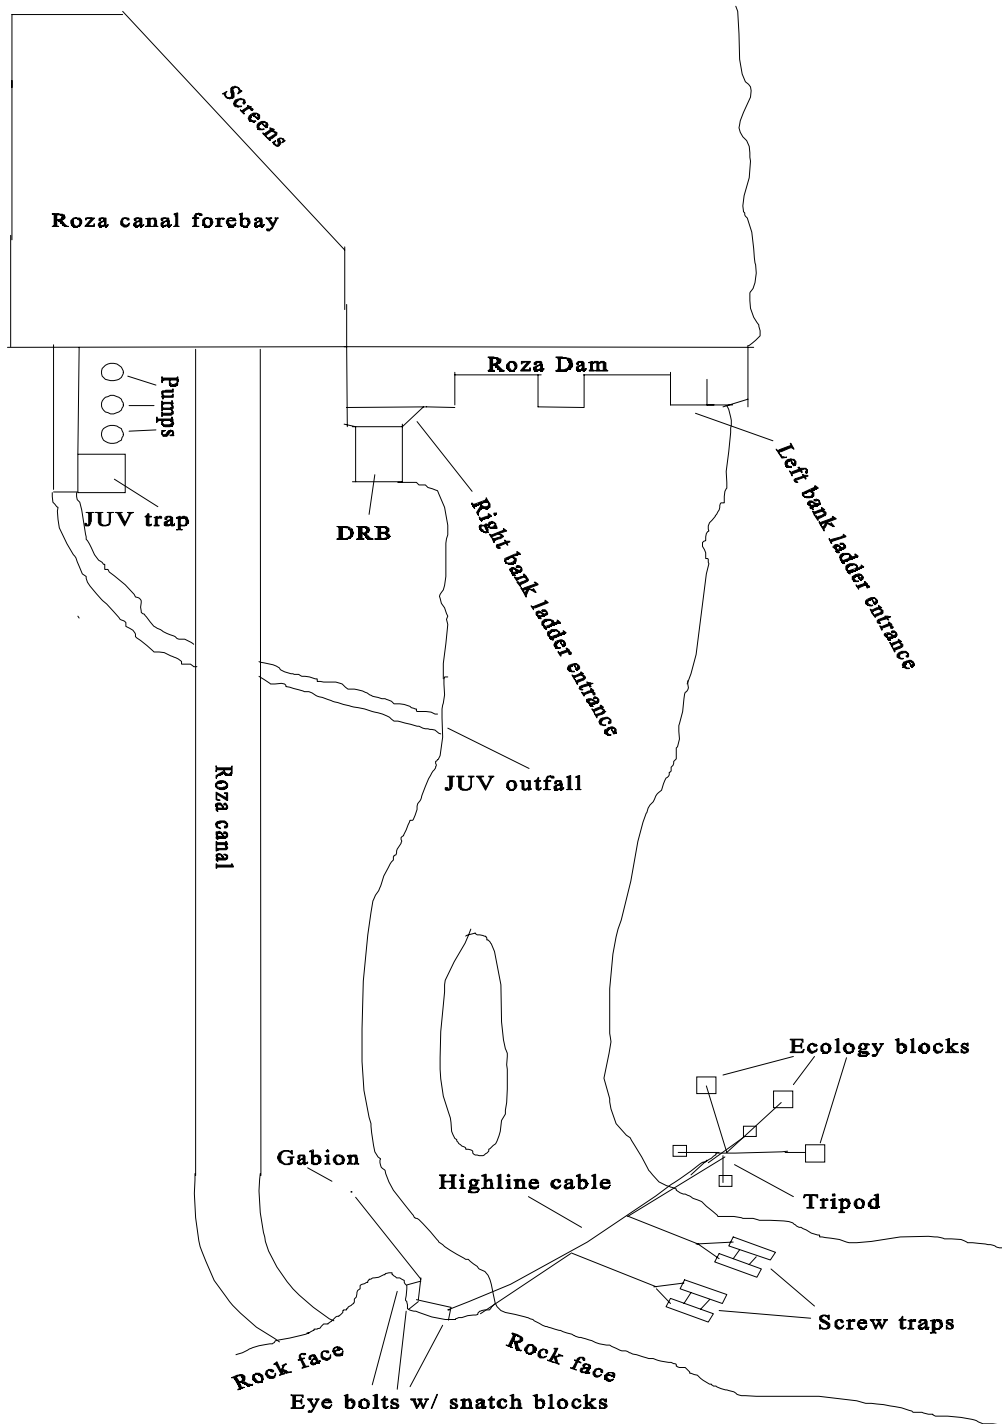 Screens
Roza canal forebay
Roza Dam
Pumps
JUV trap
DRB
Right bank ladder entrance
Left bank ladder entrance
JUV outfall
Roza canal
Ecology blocks
Gabion
Highline cable
Tripod
Screw traps
Rock face
Rock face
Eye bolts w/ snatch blocks